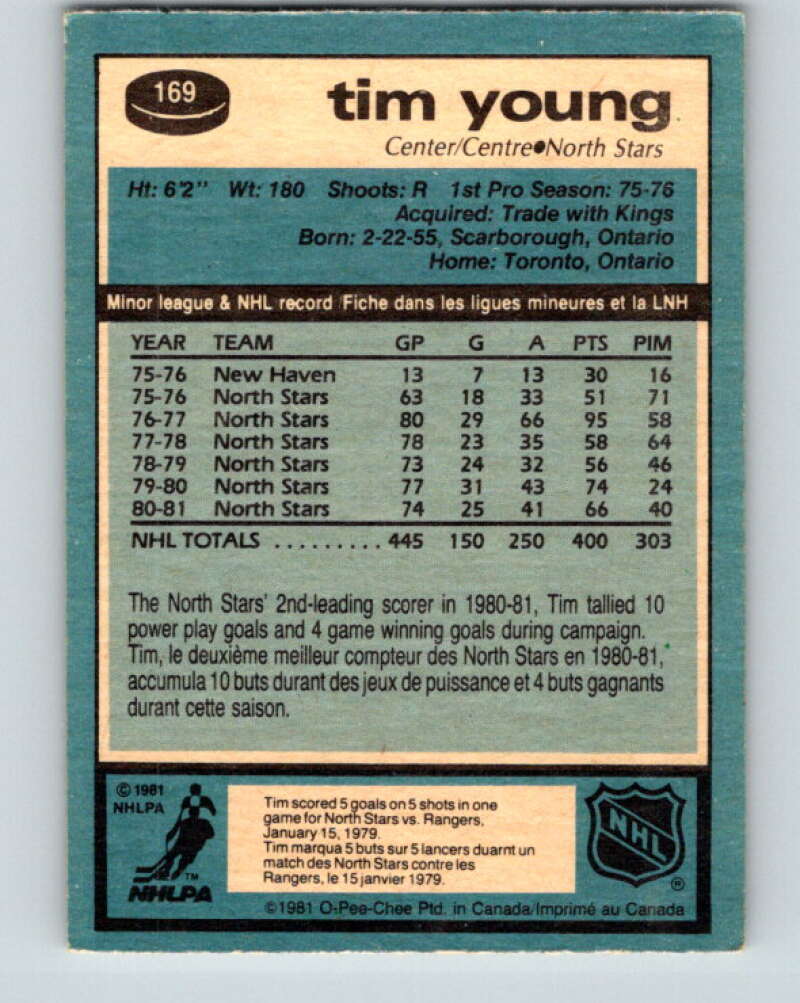 169
tim young
Center/Centre●North Stars
Ht: 6'2" Wt: 180 Shoots: R 1st Pro Season: 75-76
Acquired: Trade with Kings
Born: 2-22-55, Scarborough, Ontario
Home: Toronto, Ontario
Minor league & NHL record/Fiche dans les ligues mineures et la LNH
YEAR TEAM GP G A PTS PIM
75-76 New Haven 13 7 13 30 16
75-76 North Stars 63 18 33 51 71
76-77 North Stars 80 29 66 95 58
77-78 North Stars 78 23 35 58 64
78-79 North Stars 73 24 32 56 46
79-80 North Stars 77 31 43 74 24
80-81 North Stars 74 25 41 66 40
NHL TOTALS ......... 445 150 250 400 303
The North Stars' 2nd-leading scorer in 1980-81, Tim tallied 10
power play goals and 4 game winning goals during campaign.
Tim, le deuxième meilleur compteur des North Stars en 1980-81,
accumula 10 buts durant des jeux de puissance et 4 buts gagnants
durant cette saison.
© 1981
NHLPA
TM
NHLPA
Tim scored 5 goals on 5 shots in one
game for North Stars vs. Rangers,
January 15, 1979.
Tim marqua 5 buts sur 5 lancers duarnt un
match des North Stars contre les
Rangers, le 15 janvier 1979.
NHL
®
©1981 O-Pee-Chee Ptd. in Canada/Imprimé au Canada